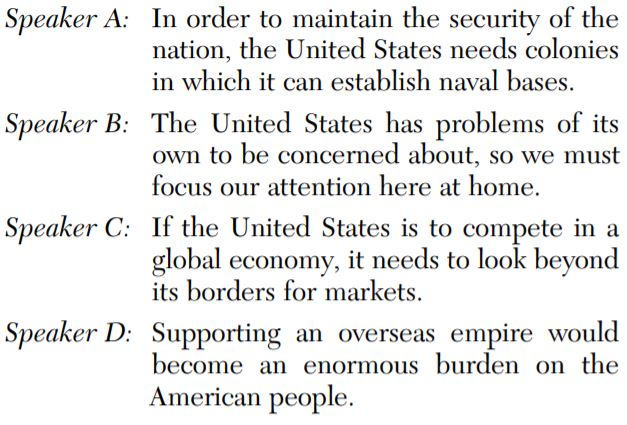 Speaker A: In order to maintain the security of the
nation, the United States needs colonies
in which it can establish naval bases.
Speaker B: The United States has problems of its
own to be concerned about, so we must
focus our attention here at home.
Speaker C: If the United States is to compete in a
global economy, it needs to look beyond
its borders for markets.
Speaker D: Supporting an overseas empire would
become an enormous burden on the
American people.